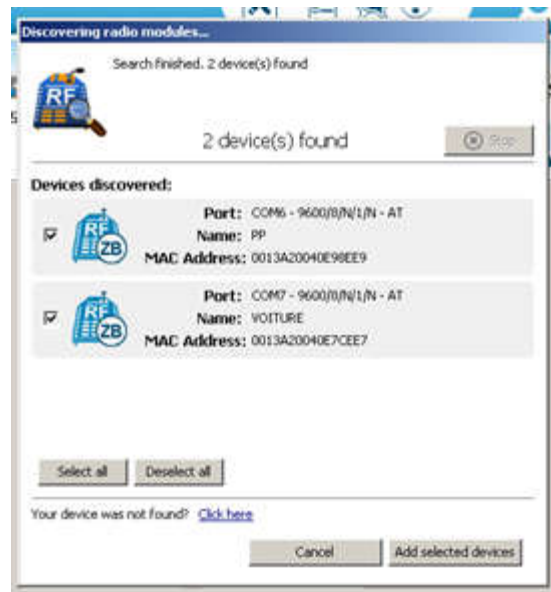 Discovering radio modules...
Search finished. 2 device(s) found
RF
2 device(s) found
Stop
Devices discovered:
Port: COM6 - 9600/8/N/1/N - AT
RF
ZB
Name: PP
MAC Address: 0013A20040E98EE9
Port: COM7 - 9600/8/N/1/N - AT
RF
ZB
Name: VOITURE
MAC Address: 0013A20040E7CEE7
Select all Deselect all
Your device was not found? Click here
Cancel Add selected devices